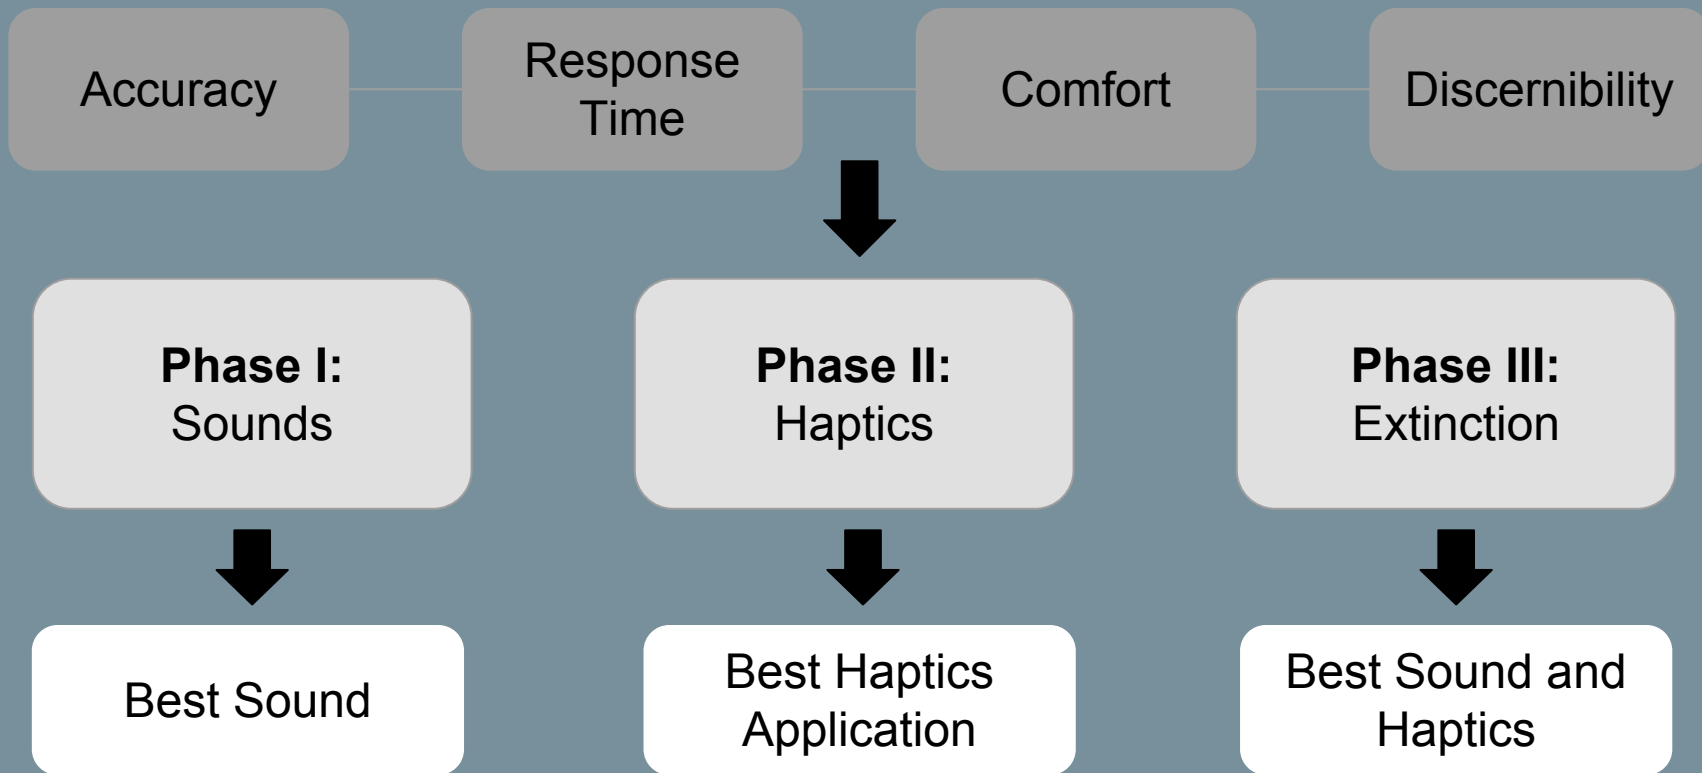 Accuracy
Response
Time
Comfort
Discernibility
Phase I:
Sounds
Phase II:
Haptics
Phase III:
Extinction
Best Sound
Best Haptics
Application
Best Sound and
Haptics